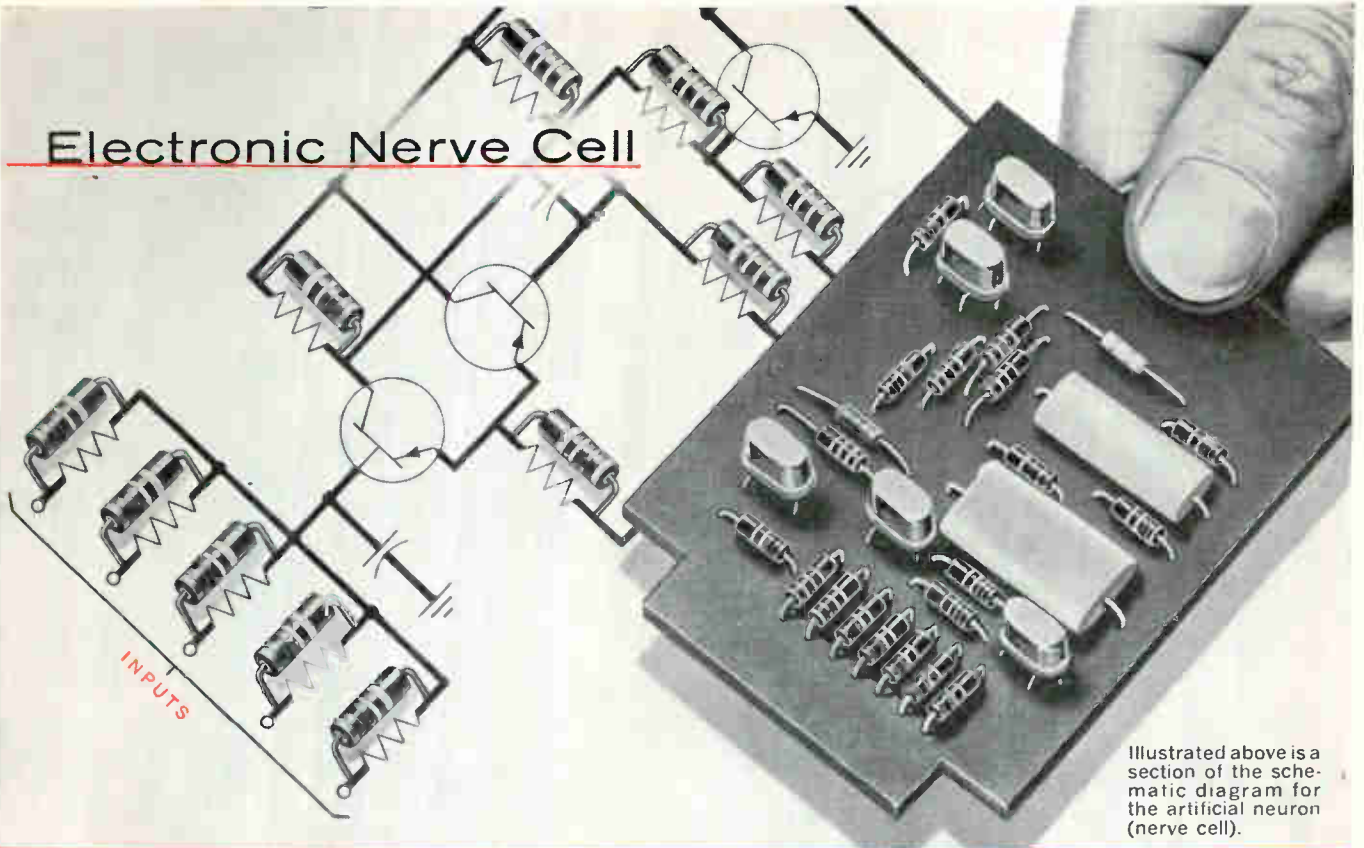 Electronic Nerve Cell
INPUTS
Illustrated above is a
section of the sche-
matic diagram for
the artificial neuron
(nerve cell).